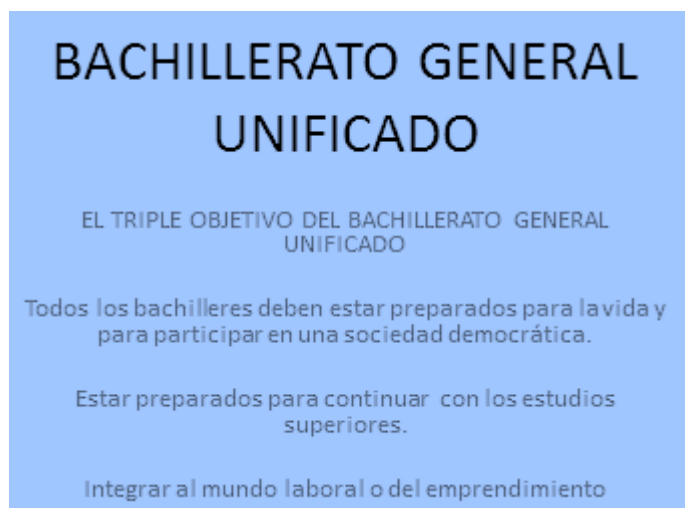 BACHILLERATO GENERAL
UNIFICADO
EL TRIPLE OBJETIVO DEL BACHILLERATO GENERAL
UNIFICADO
Todos los bachilleres deben estar preparados para la vida y
para participar en una sociedad democrática.
Estar preparados para continuar con los estudios
superiores.
Integrar al mundo laboral o del emprendimiento